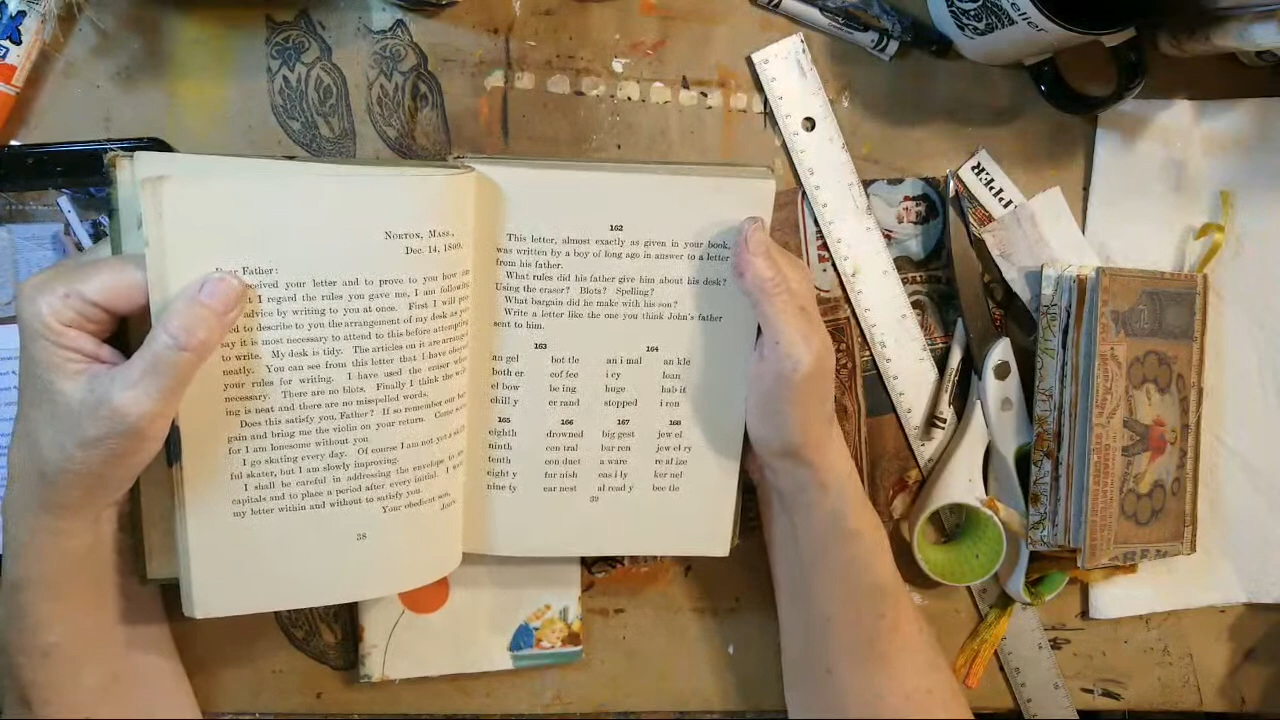 NORTON, MASS.,
Dec. 14, 1809.
Father:
received your letter and to prove to you how
I regard the rules you gave me, I am following
advice by writing to you at once. First I will
to describe to you the arrangement of my desk as
say it is most necessary to attend to this before attempting
to write. My desk is tidy. The articles on it are arranged
neatly. You can see from this letter that I have obeyed
your rules for writing. I have used the eraser when
necessary. There are no blots. Finally I think the
ing is neat and there are no misspelled words.
Does this satisfy you, Father? If so remember our
gain and bring me the violin on your return. Come
for I am lonesome without you.
I go skating every day. Of course I am not yet a
ful skater, but I am slowly improving.
I shall be careful in addressing the envelope to
capitals and to place a period after every initial. I
my letter within and without to satisfy you.
Your obedient son,
JOHN.
38
162
This letter, almost exactly as given in your book,
was written by a boy of long ago in answer to a letter
from his father.
What rules did his father give him about his desk?
Using the eraser? Blots? Spelling?
What bargain did he make with his son?
Write a letter like the one you think John's father
sent to him.
163 164
an gel bot tle an i mal an kle
both er cof fee i cy loan
el bow be ing huge hab it
chill y er rand stopped i ron
165 166 167 168
eighth drowned big gest jew el
ninth cen tral bar ren jew el ry
tenth con duct a ware re al ize
eight y fur nish eas i ly ker nel
nine ty ear nest al read y bee tle
39
PPER
elier